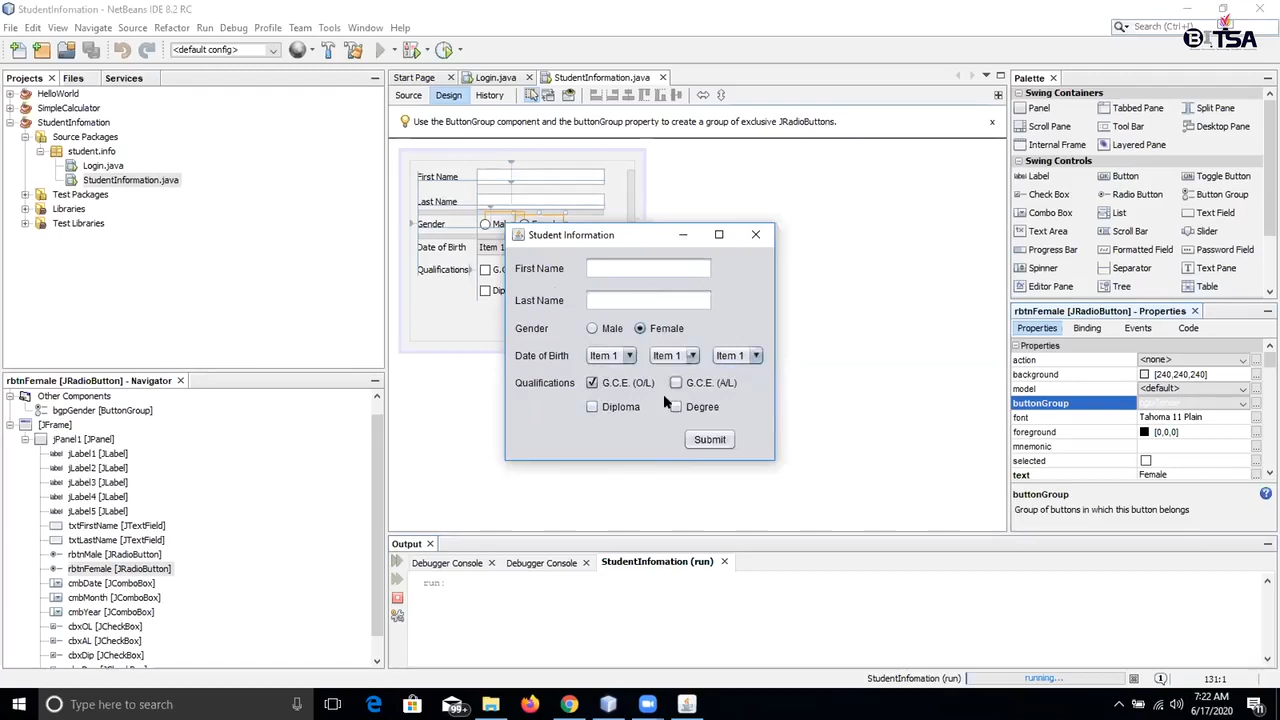 StudentInfomation - NetBeans IDE 8.2 RC
File Edit View Navigate Source Refactor Run Debug Profile Team Tools Window Help
Search (Ctrl+I)
BITSA
<default config>
Projects Files Services
Start Page Login.java StudentInformation.java
Palette
HelloWorld
SimpleCalculator
StudentInfomation
Source Packages
student.info
Login.java
StudentInformation.java
Test Packages
Libraries
Test Libraries
Source Design History
Use the ButtonGroup component and the buttonGroup property to create a group of exclusive JRadioButtons.
First Name
Last Name
Gender
Date of Birth Item 1
Qualifications
Student Information
First Name
Last Name
Gender Male Female
Date of Birth Item 1 Item 1 Item 1
Qualifications G.C.E. (O/L) G.C.E. (A/L)
Diploma Degree
Submit
Swing Containers
Panel Tabbed Pane Split Pane
Scroll Pane Tool Bar Desktop Pane
Internal Frame Layered Pane
Swing Controls
Label Button Toggle Button
Check Box Radio Button Button Group
Combo Box List Text Field
Text Area Scroll Bar Slider
Progress Bar Formatted Field Password Field
Spinner Separator Text Pane
Editor Pane Tree Table
rbtnFemale [JRadioButton] - Properties
Properties Binding Events Code
Properties
action <none>
background [240,240,240]
model <default>
buttonGroup bgpGender
font Tahoma 11 Plain
foreground [0,0,0]
mnemonic
selected
text Female
buttonGroup
Group of buttons in which this button belongs
rbtnFemale [JRadioButton] - Navigator
Other Components
bgpGender [ButtonGroup]
[JFrame]
jPanel1 [JPanel]
jLabel1 [JLabel]
jLabel2 [JLabel]
jLabel3 [JLabel]
jLabel4 [JLabel]
jLabel5 [JLabel]
txtFirstName [JTextField]
txtLastName [JTextField]
rbtnMale [JRadioButton]
rbtnFemale [JRadioButton]
cmbDate [JComboBox]
cmbMonth [JComboBox]
cmbYear [JComboBox]
cbxOL [JCheckBox]
cbxAL [JCheckBox]
cbxDip [JCheckBox]
Output
Debugger Console Debugger Console StudentInfomation (run)
run:
StudentInfomation (run) running... 131:1
Type here to search
99+
7:22 AM
6/17/2020